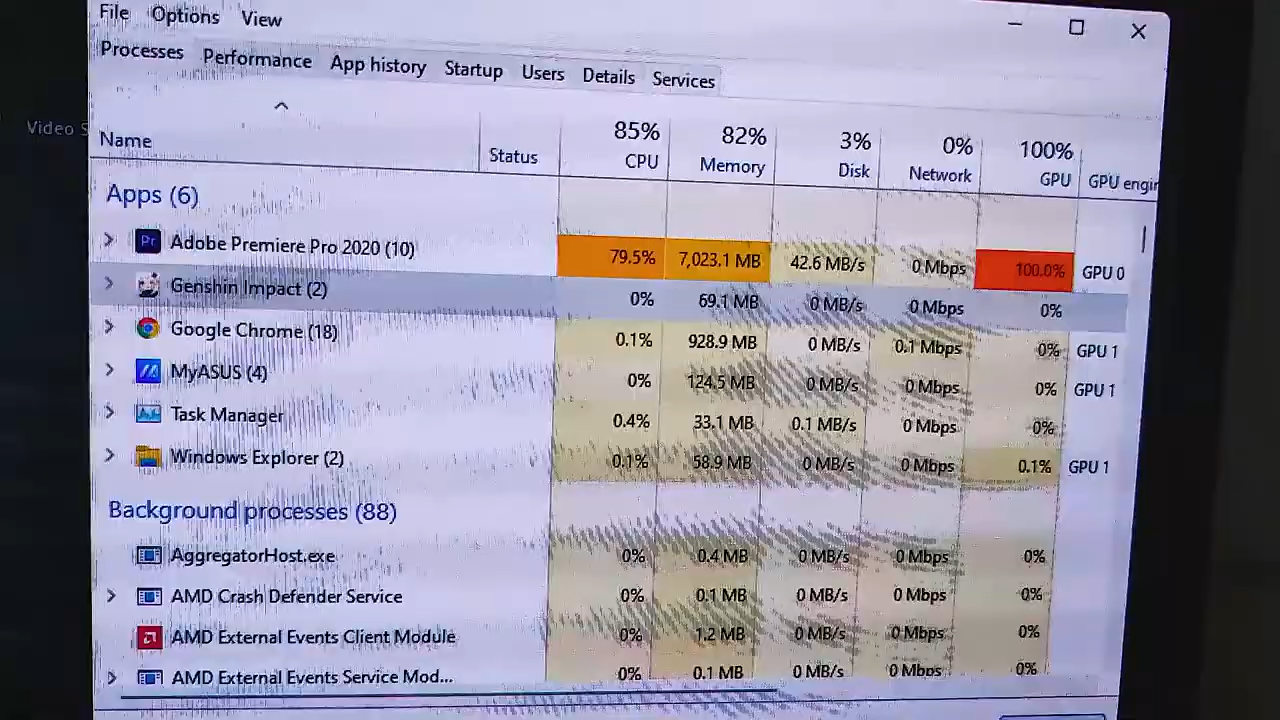 File Options View
Processes Performance App history Startup Users Details Services
Video S
85% 82% 3% 0% 100%
Name Status CPU Memory Disk Network GPU GPU engin
Apps (6)
Adobe Premiere Pro 2020 (10) 79.5% 7,023.1 MB 42.6 MB/s 0 Mbps 100.0% GPU 0
Genshin Impact (2) 0% 69.1 MB 0 MB/s 0 Mbps 0%
Google Chrome (18) 0.1% 928.9 MB 0 MB/s 0.1 Mbps 0% GPU 1
MyASUS (4) 0% 124.5 MB 0 MB/s 0 Mbps 0% GPU 1
Task Manager 0.4% 33.1 MB 0.1 MB/s 0 Mbps 0%
Windows Explorer (2) 0.1% 58.9 MB 0 MB/s 0 Mbps 0.1% GPU 1
Background processes (88)
AggregatorHost.exe 0% 0.4 MB 0 MB/s 0 Mbps 0%
AMD Crash Defender Service 0% 0.1 MB 0 MB/s 0 Mbps 0%
AMD External Events Client Module 0% 1.2 MB 0 MB/s 0 Mbps 0%
AMD External Events Service Mod... 0% 0.1 MB 0 MB/s 0 Mbps 0%